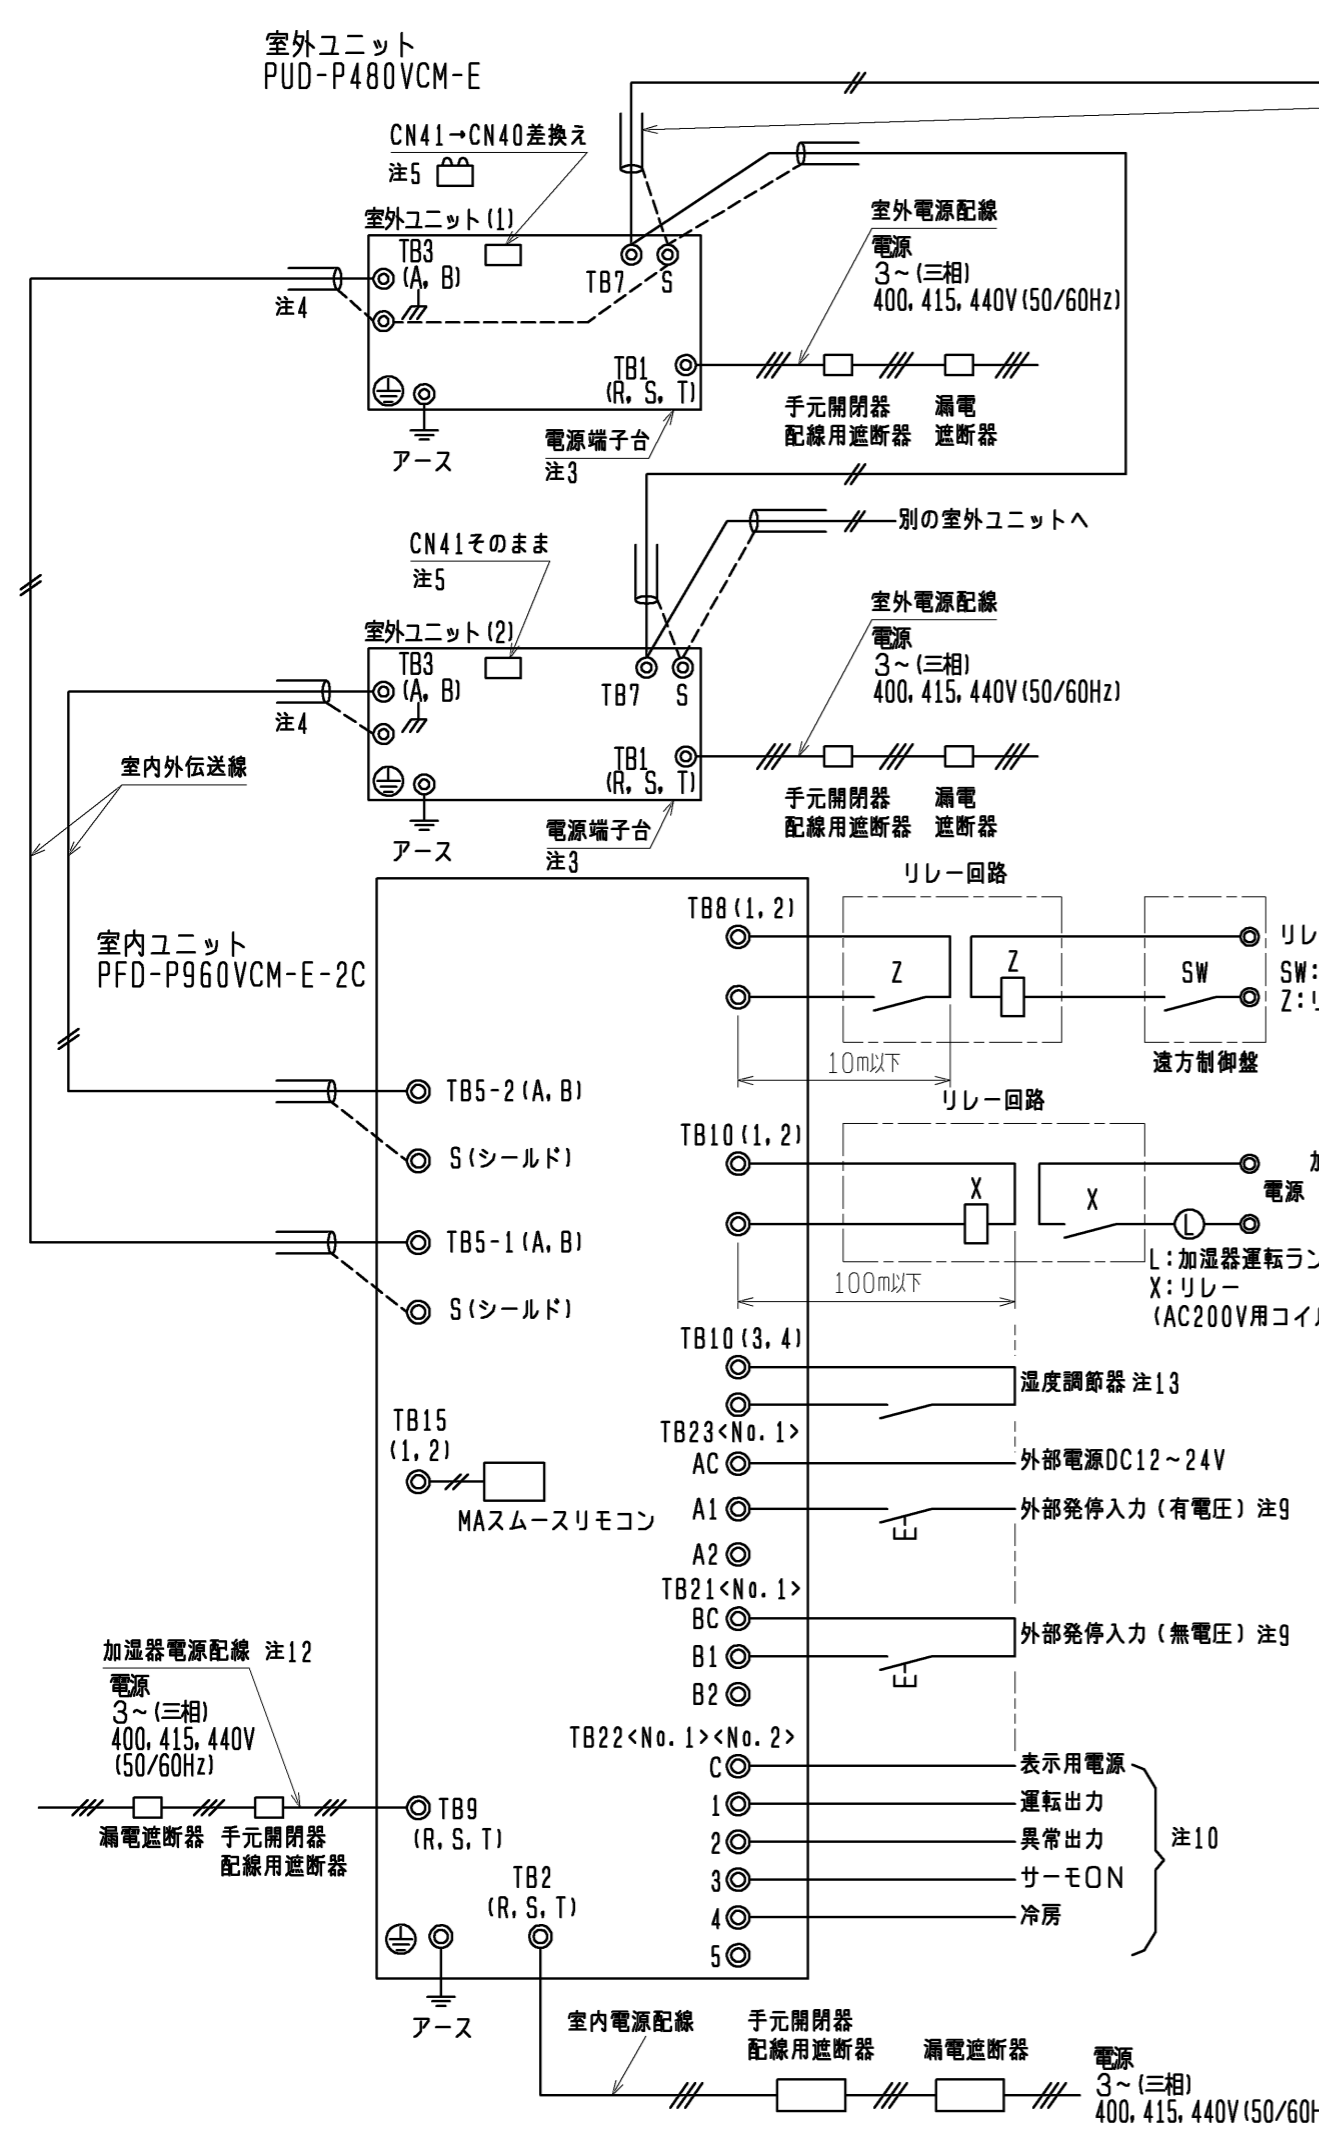 室外ユニット
PUD-P480VCM-E
CN41→CN40差換え
注5
室外ユニット(1)
TB3
(A, B)
TB7
S
注4
TB1
(R, S, T)
アース
電源端子台
注3
室外電源配線
電源
3~(三相)
400, 415, 440V(50/60Hz)
手元開閉器
配線用遮断器
漏電
遮断器
別の室外ユニットへ
CN41そのまま
注5
室外ユニット(2)
TB3
(A, B)
TB7
S
注4
TB1
(R, S, T)
アース
電源端子台
注3
室外電源配線
電源
3~(三相)
400, 415, 440V(50/60Hz)
手元開閉器
配線用遮断器
漏電
遮断器
室内外伝送線
室内ユニット
PFD-P960VCM-E-2C
TB8(1, 2)
リレー回路
Z
Z
SW
リレ
SW:
Z:リ
10m以下
遠方制御盤
TB5-2(A, B)
S(シールド)
TB5-1(A, B)
S(シールド)
リレー回路
TB10(1, 2)
X
X
L
電源
100m以下
L:加湿器運転ラン
X:リレー
(AC200V用コイル
TB10(3, 4)
湿度調節器 注13
TB15
(1, 2)
MAスムースリモコン
TB23<No. 1>
AC
外部電源DC12~24V
A1
外部発停入力(有電圧) 注9
A2
TB21<No. 1>
BC
B1
外部発停入力(無電圧) 注9
B2
TB22<No. 1><No. 2>
C
表示用電源
1
運転出力
2
異常出力
3
サーモON
4
冷房
5
注10
加湿器電源配線 注12
電源
3~(三相)
400, 415, 440V
(50/60Hz)
漏電遮断器
手元開閉器
配線用遮断器
TB9
(R, S, T)
TB2
(R, S, T)
アース
室内電源配線
手元開閉器
配線用遮断器
漏電遮断器
電源
3~(三相)
400, 415, 440V(50/60H